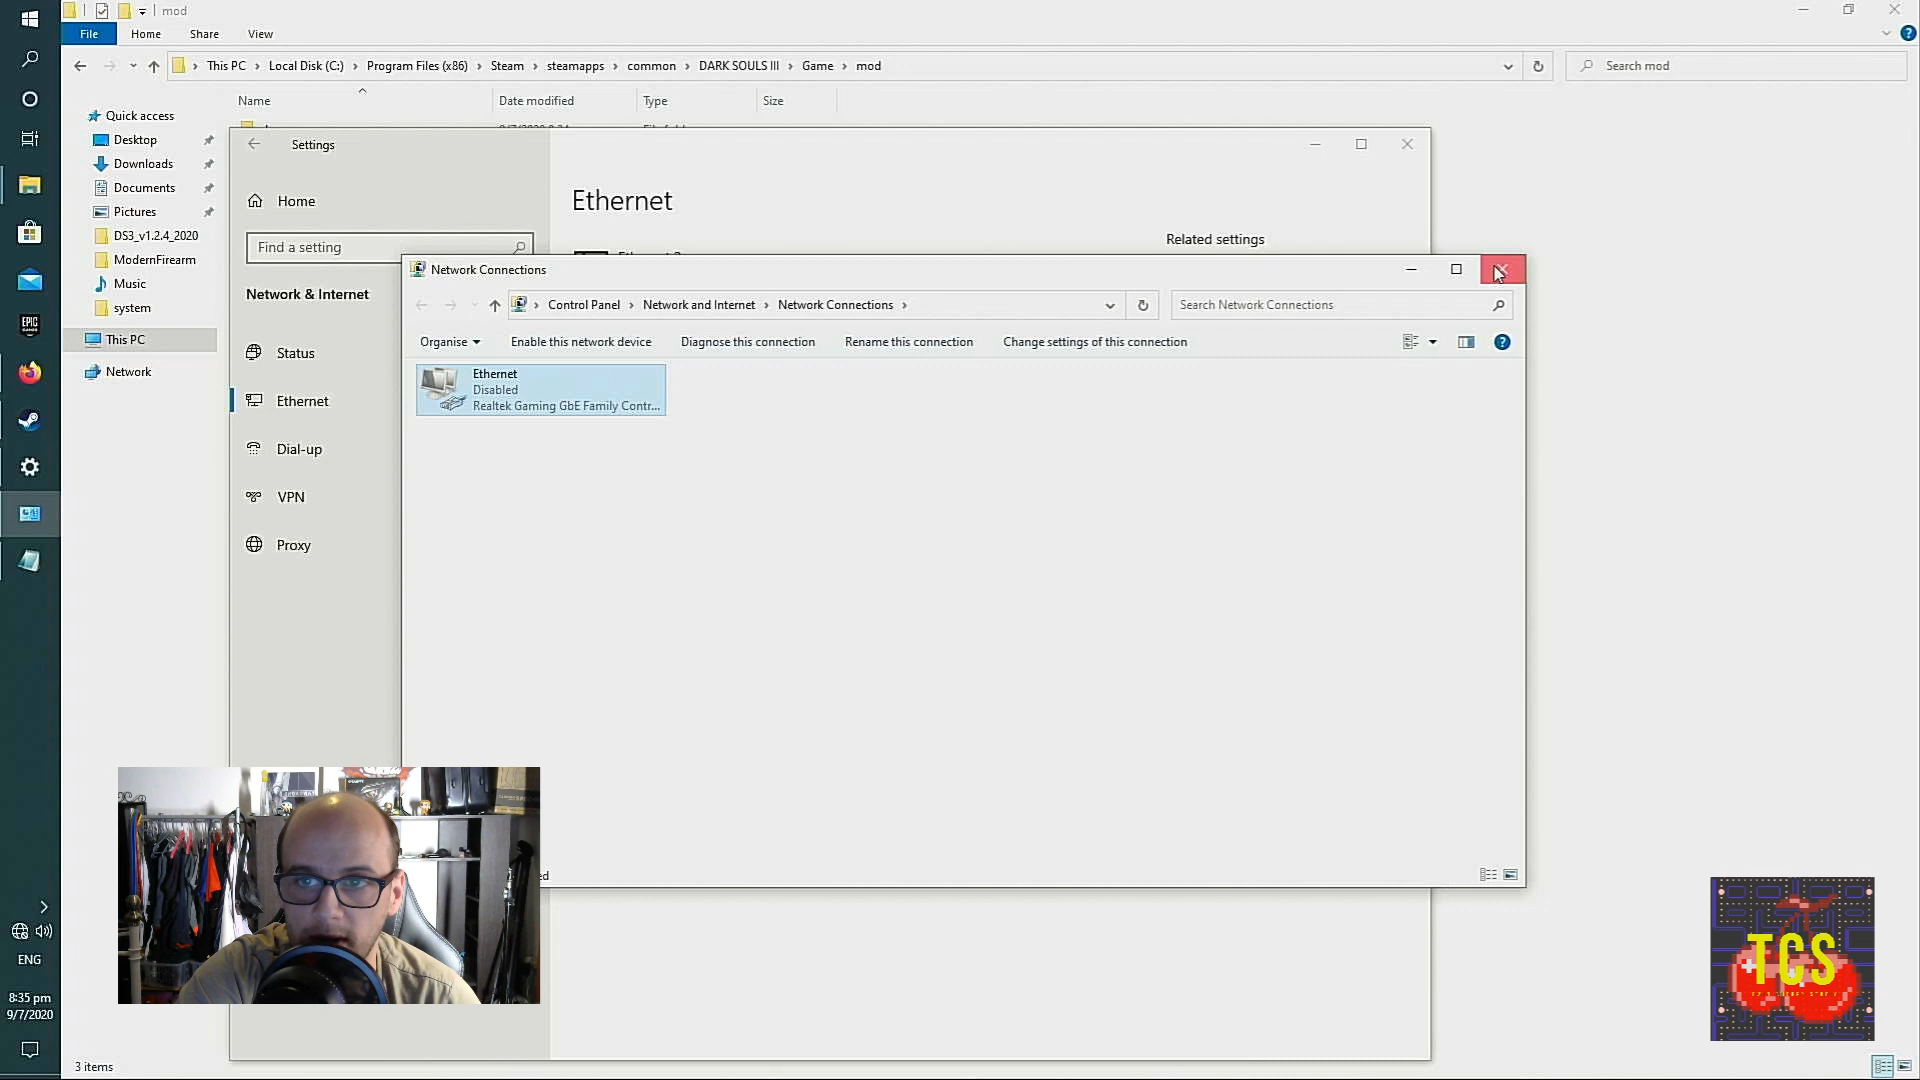 mod
File Home Share View
This PC Local Disk (C:) Program Files (x86) Steam steamapps common DARK SOULS III Game mod
Search mod
Name Date modified Type Size
Quick access
Desktop
Downloads
Documents
Pictures
DS3_v1.2.4_2020
ModernFirearm
Music
system
This PC
Network
Settings
Home
Find a setting
Network & Internet
Status
Ethernet
Dial-up
VPN
Proxy
Ethernet
Related settings
Network Connections
Control Panel Network and Internet Network Connections
Search Network Connections
Organise Enable this network device Diagnose this connection Rename this connection Change settings of this connection
Ethernet
Disabled
Realtek Gaming GbE Family Contr...
EPIC
ENG
8:35 pm
9/7/2020
3 items
TCS